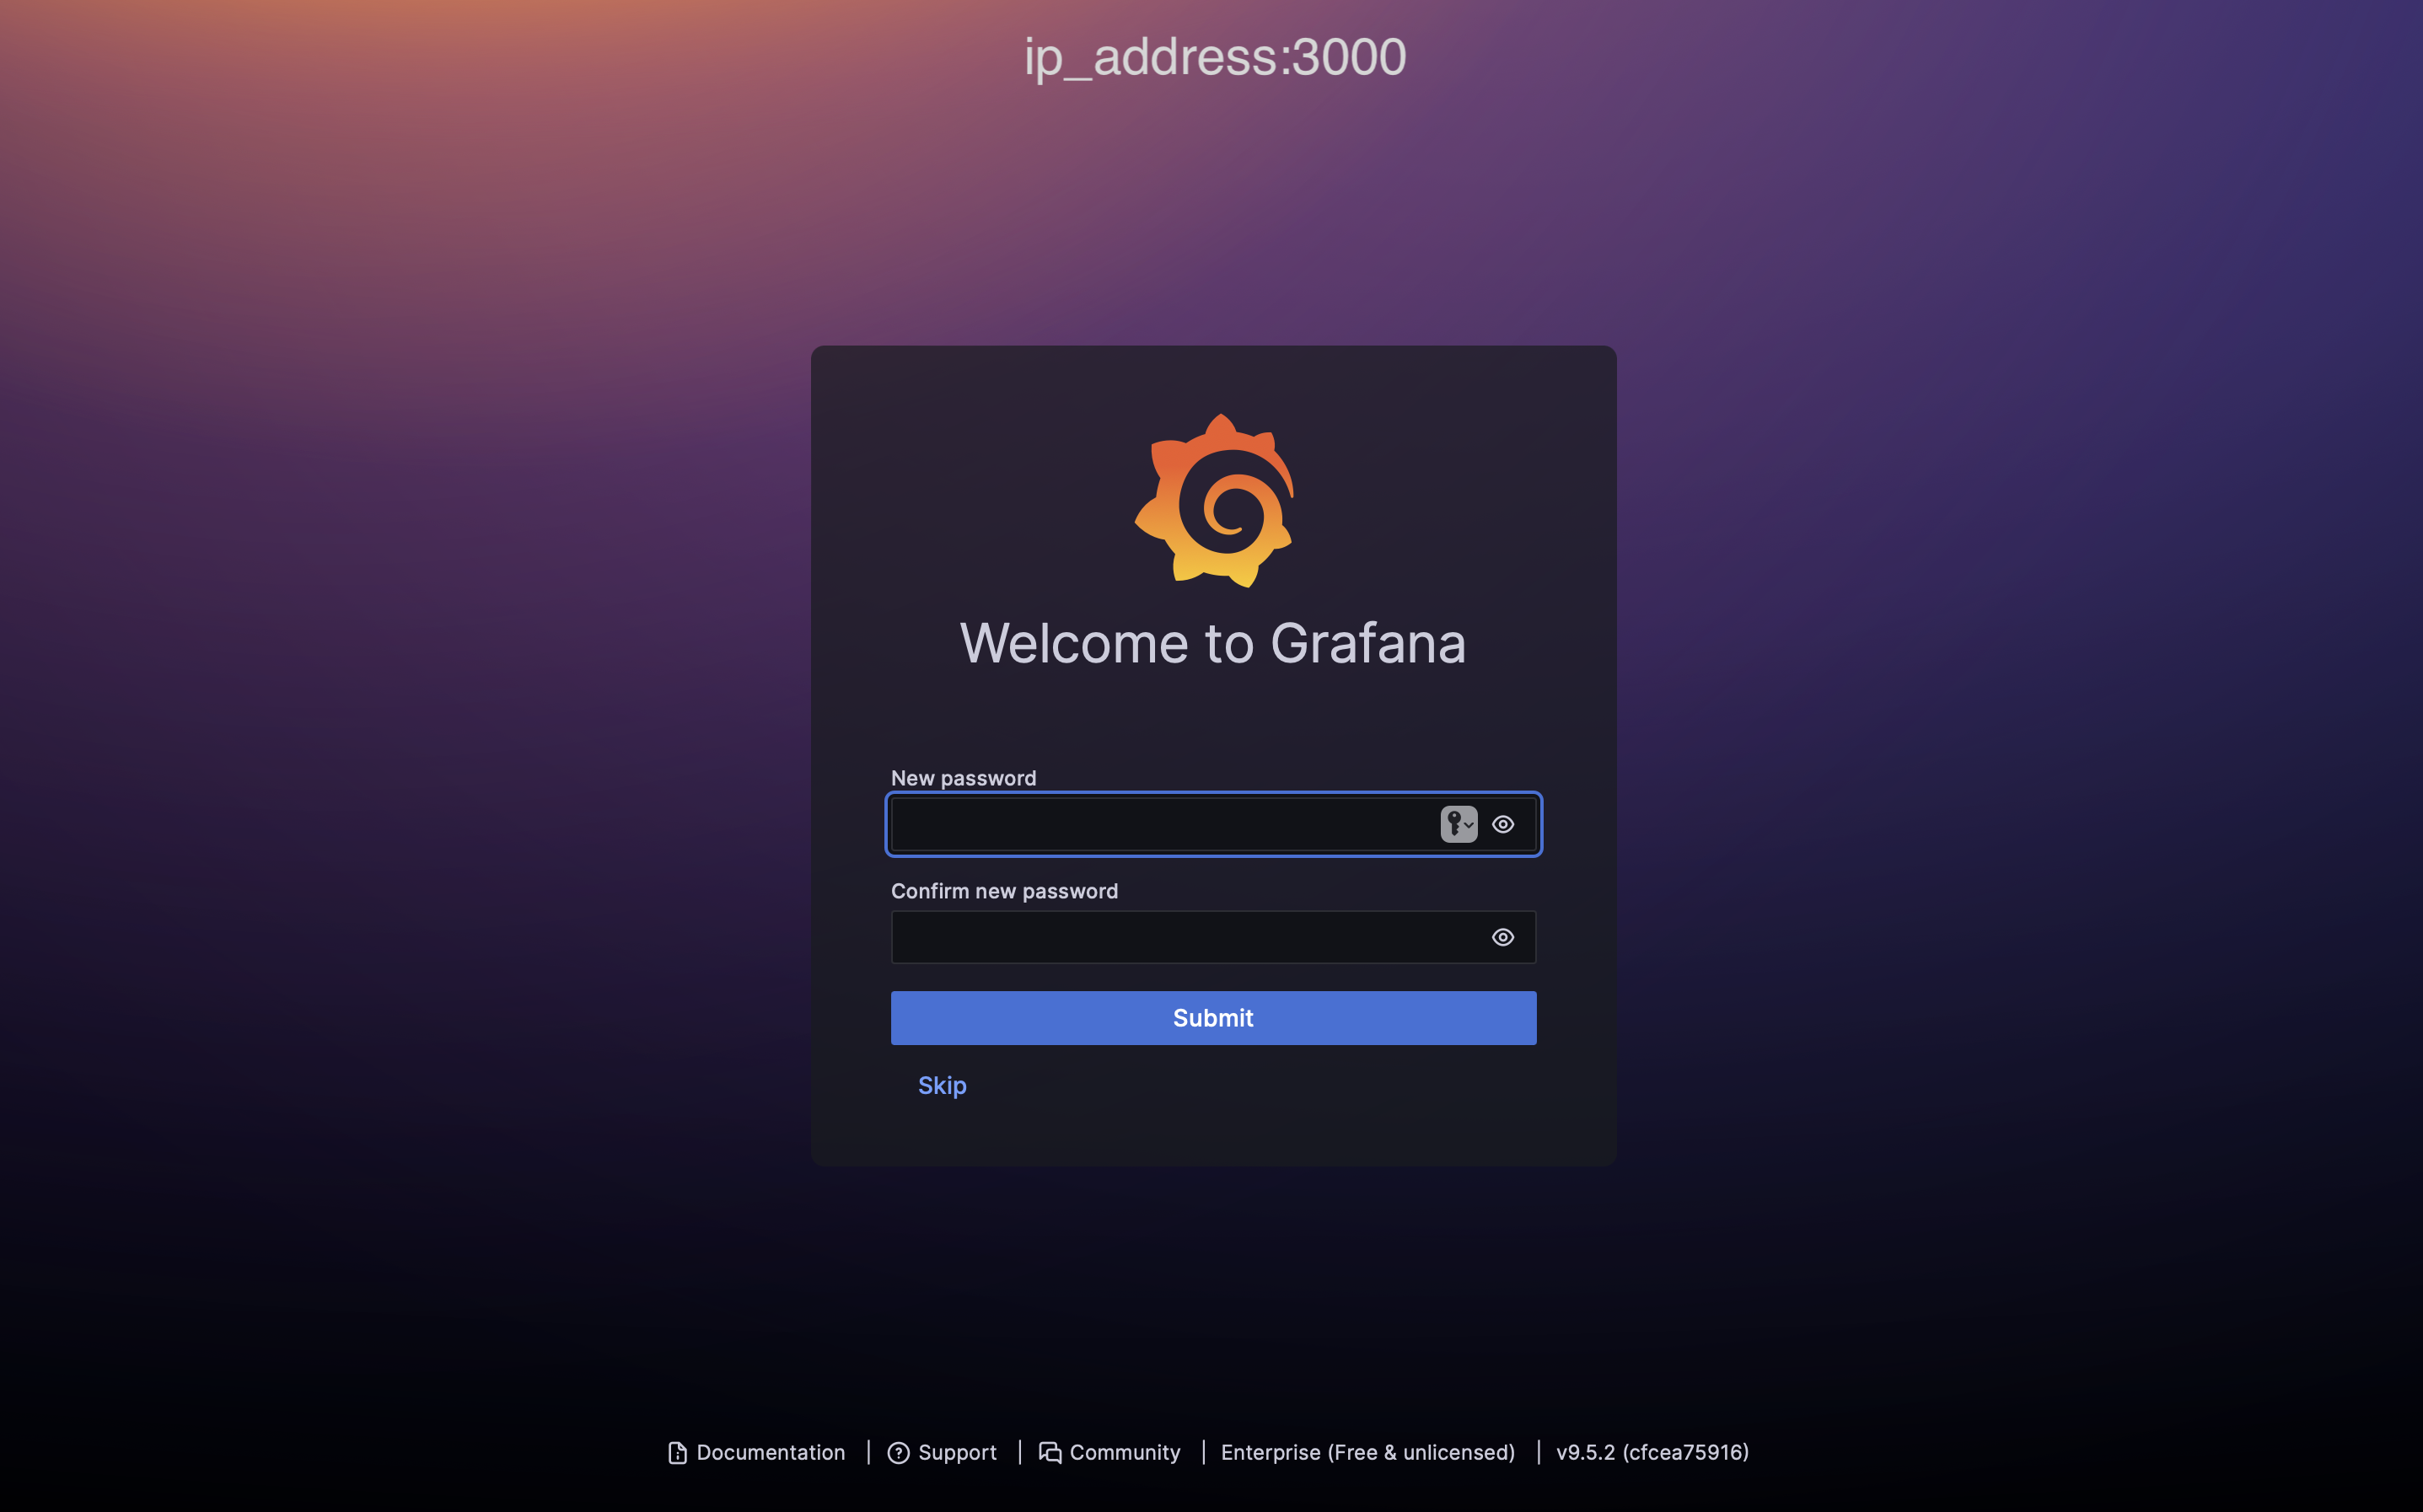 ip_address:3000
Welcome to Grafana
New password
Confirm new password
Submit
Skip
Documentation | Support | Community | Enterprise (Free & unlicensed) | v9.5.2 (cfcea75916)